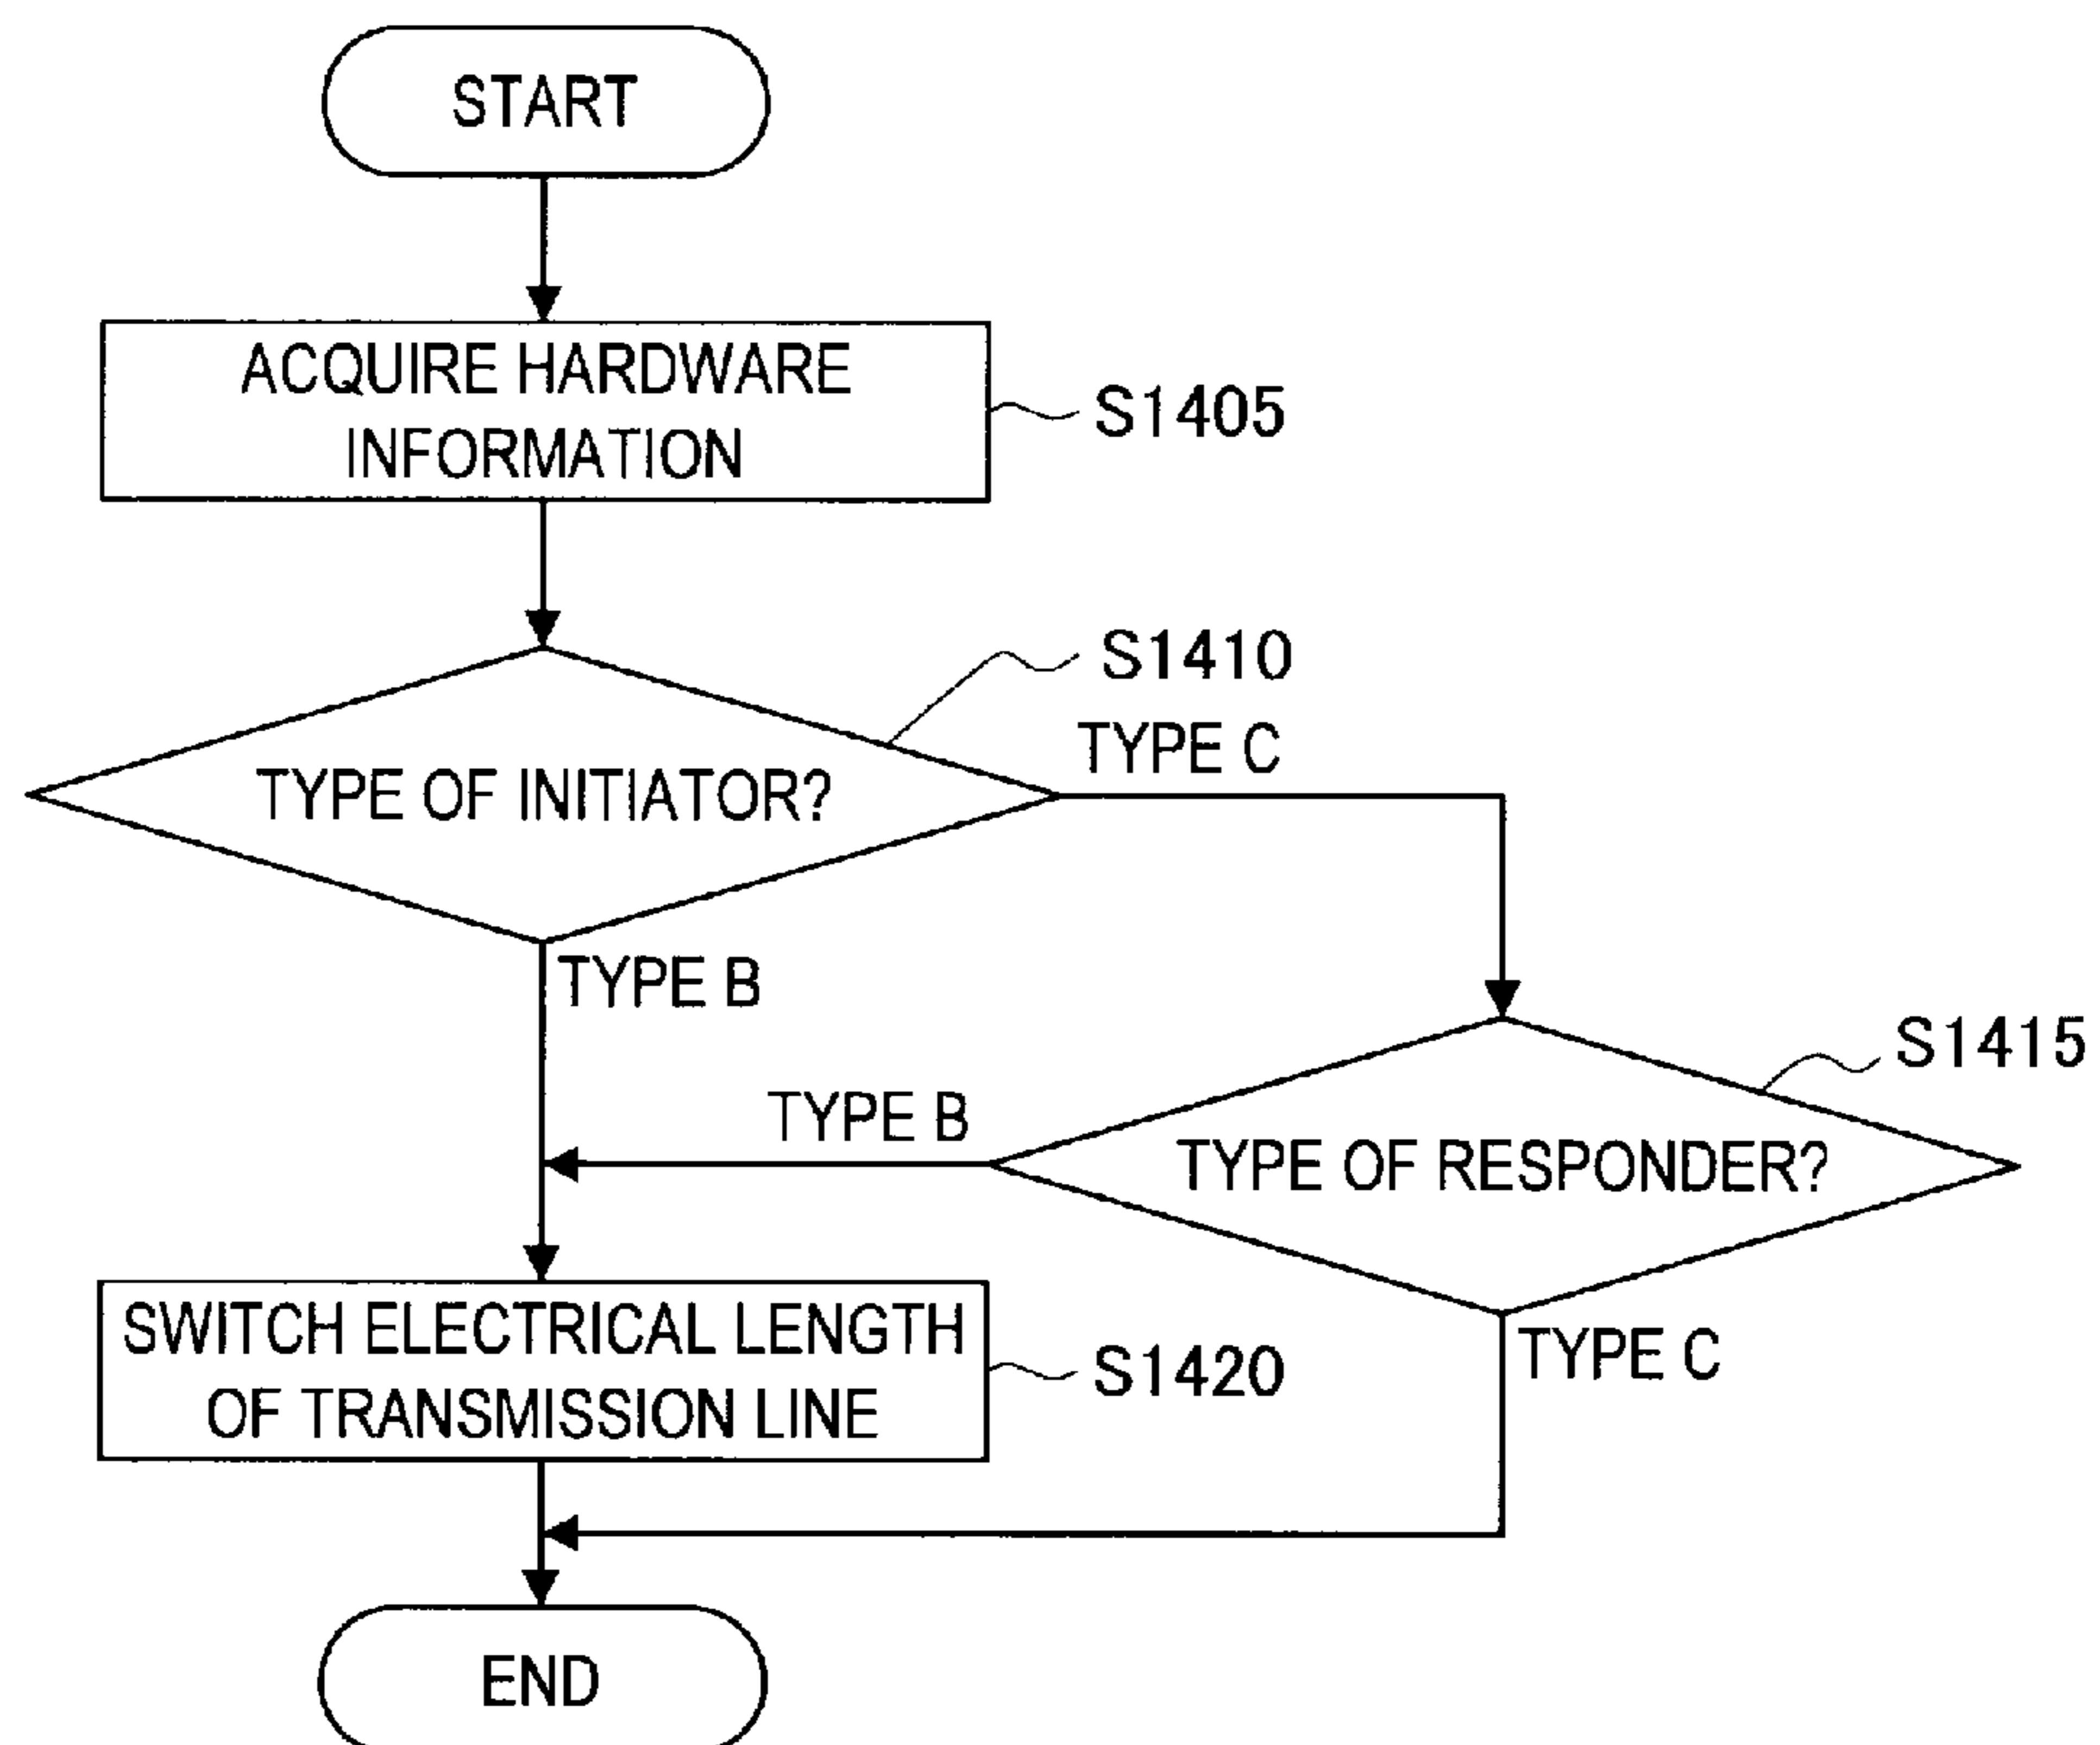 START
ACQUIRE HARDWARE
INFORMATION
S1405
S1410
TYPE C
TYPE OF INITIATOR?
TYPE B
S1415
TYPE B
TYPE OF RESPONDER?
SWITCH ELECTRICAL LENGTH
OF TRANSMISSION LINE
S1420
TYPE C
END